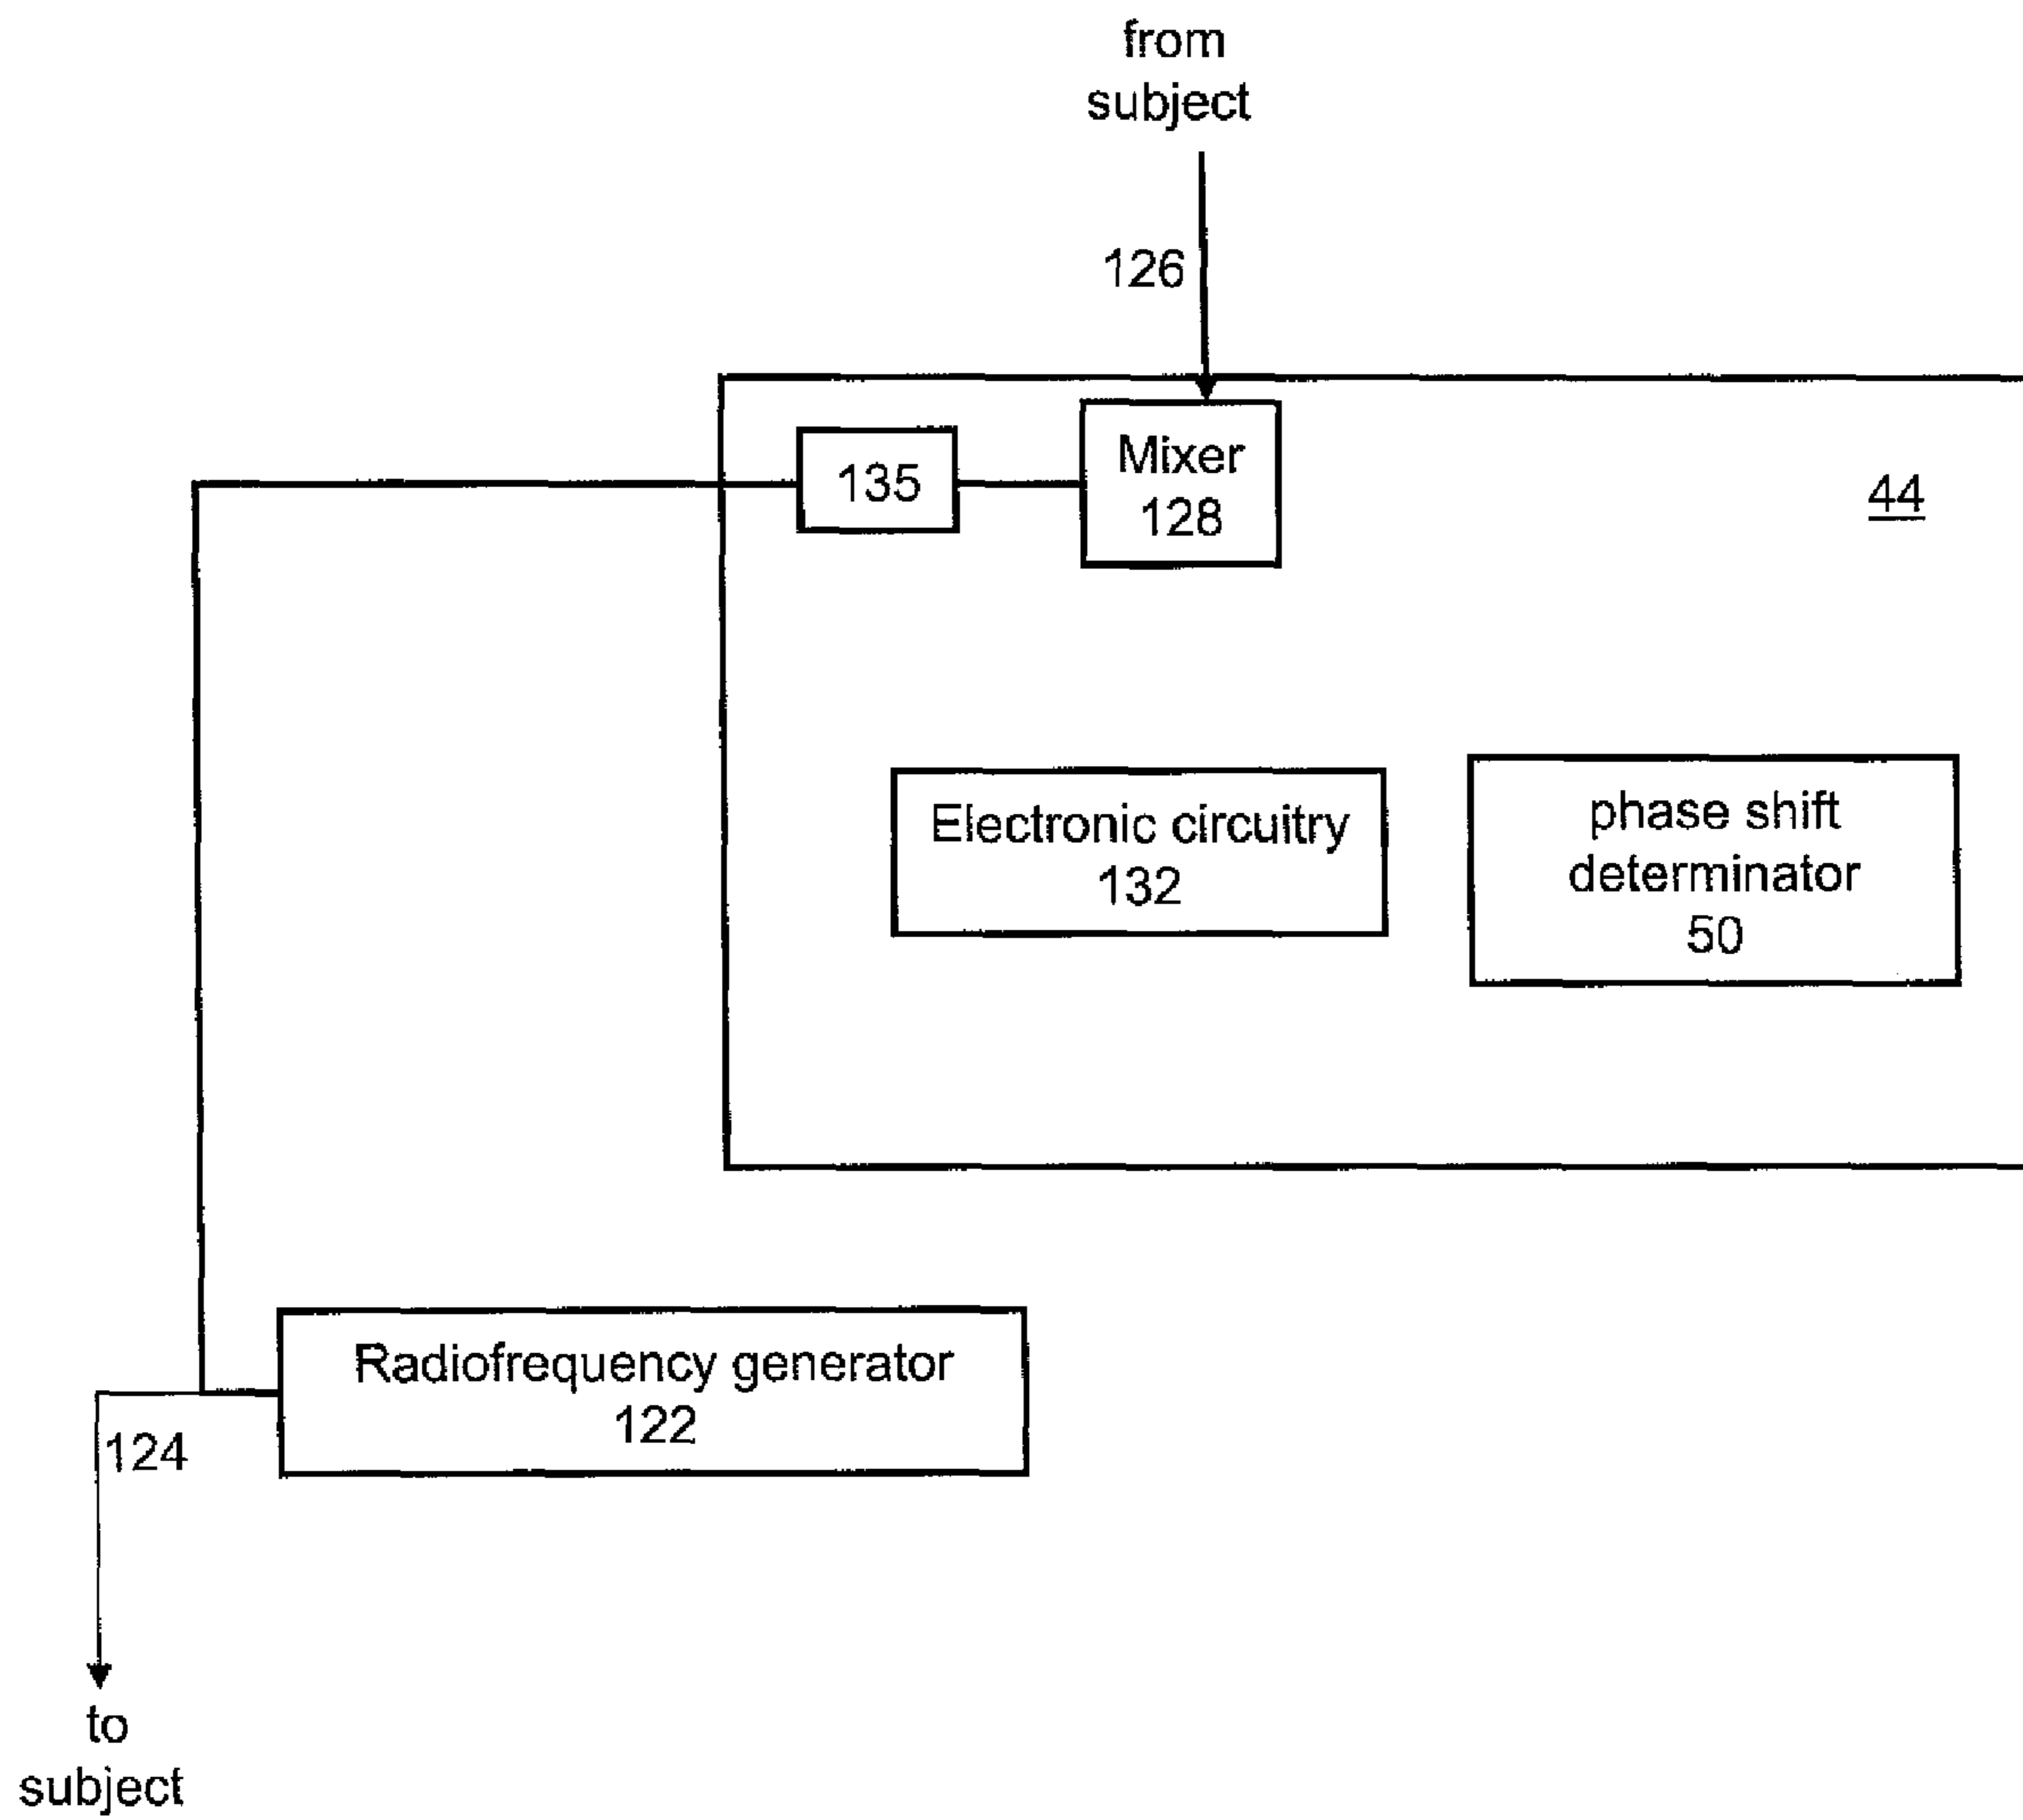 from
subject
126
135
Mixer
128
44
Electronic circuitry
132
phase shift
determinator
50
Radiofrequency generator
122
124
to
subject